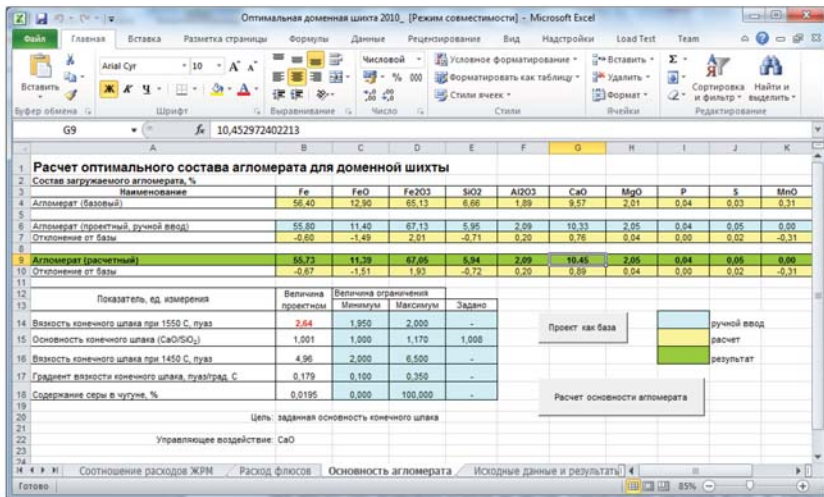 Оптимальная доменная шихта 2010_ [Режим совместимости] - Microsoft Excel
Файл Главная Вставка Разметка страницы Формулы Данные Рецензирование Вид Надстройки Load Test Team
Вставить Arial Cyr 10 Числовой Условное форматирование Вставить Сортировка и фильтр Найти и выделить
Ж К Ч % 000 Форматировать как таблицу Удалить
Стили ячеек Формат
Буфер обмена Шрифт Выравнивание Число Стили Ячейки Редактирование
G9 fx 10,452972402213
A B C D E F G H I J K
1 Расчет оптимального состава агломерата для доменной шихты
2 Состав загружаемого агломерата, %
3 Наименование Fe FeO Fe2O3 SiO2 Al2O3 CaO MgO P S MnO
4 Агломерат (базовый) 56,40 12,90 65,13 6,66 1,89 9,57 2,01 0,04 0,03 0,31
5
6 Агломерат (проектный, ручной ввод) 55,80 11,40 67,13 5,95 2,09 10,33 2,05 0,04 0,05 0,00
7 Отклонение от базы -0,60 -1,49 2,01 -0,71 0,20 0,76 0,04 0,00 0,02 -0,31
8
9 Агломерат (расчетный) 55,73 11,39 67,05 5,94 2,09 10,45 2,05 0,04 0,05 0,00
10 Отклонение от базы -0,67 -1,51 1,93 -0,72 0,20 0,89 0,04 0,00 0,02 -0,31
11
12 Показатель, ед. измерения Величина Величина ограничения
13 проектном Минимум Максимум Задано
14 Вязкость конечного шлака при 1550 С, пуаз 2,64 1,950 2,000 - Проект как база ручной ввод
15 Основность конечного шлака (CaO/SiO₂) 1,001 1,000 1,170 1,008 расчет
16 Вязкость конечного шлака при 1450 С, пуаз 4,96 2,000 6,500 - результат
17 Градиент вязкости конечного шлака, пуаз/град. С 0,179 0,100 0,350 -
18 Содержание серы в чугуне, % 0,0195 0,000 100,000 - Расчет основности агломерата
19
20 Цель: заданная основность конечного шлака
21
22 Управляющее воздействие: CaO
23
24
Соотношение расходов ЖРМ Расход флюсов Основность агломерата Исходные данные и результаты
Готово 85%